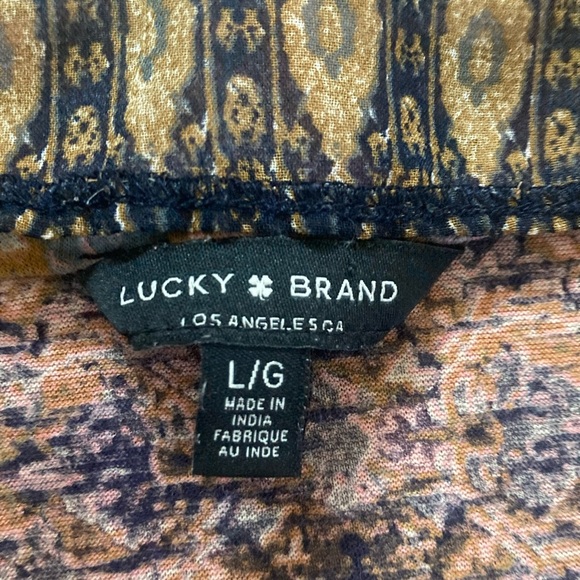 LUCKY BRAND
LOS ANGELES CA
L/G
MADE IN
INDIA
FABRIQUE
AU INDE